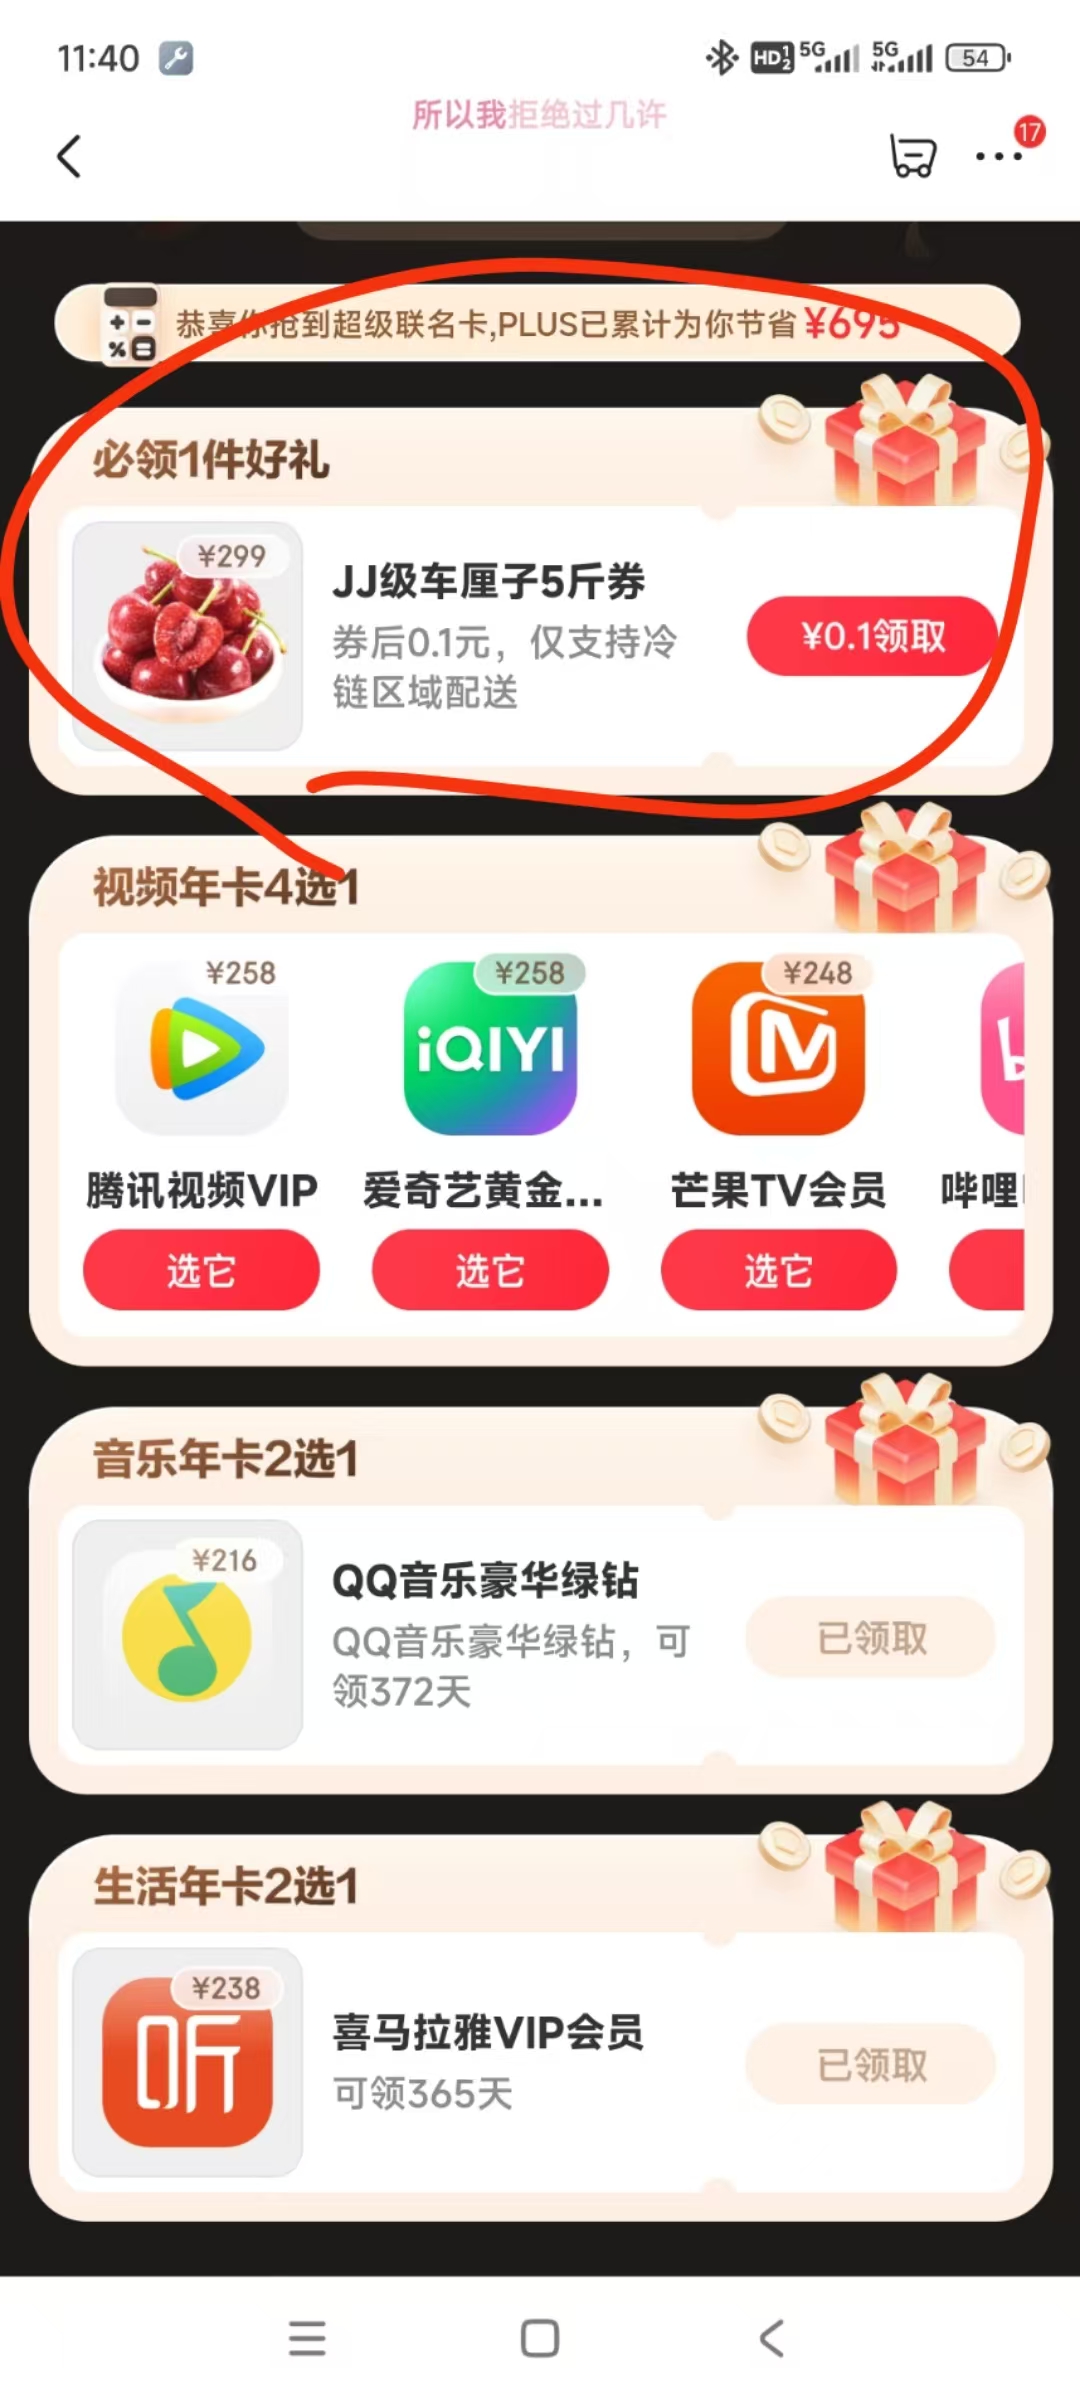 11:40
HD 1 2 5G 5G 54
所以我拒绝过几许
17
恭喜你抢到超级联名卡,PLUS已累计为你节省¥695
必领1件好礼
¥299
JJ级车厘子5斤券
券后0.1元，仅支持冷
链区域配送
¥0.1领取
视频年卡4选1
¥258 ¥258 ¥248
iQIYI
腾讯视频VIP 爱奇艺黄金... 芒果TV会员 哔哩
选它 选它 选它
音乐年卡2选1
¥216
QQ音乐豪华绿钻
QQ音乐豪华绿钻，可
领372天
已领取
生活年卡2选1
¥238
听
喜马拉雅VIP会员
可领365天
已领取